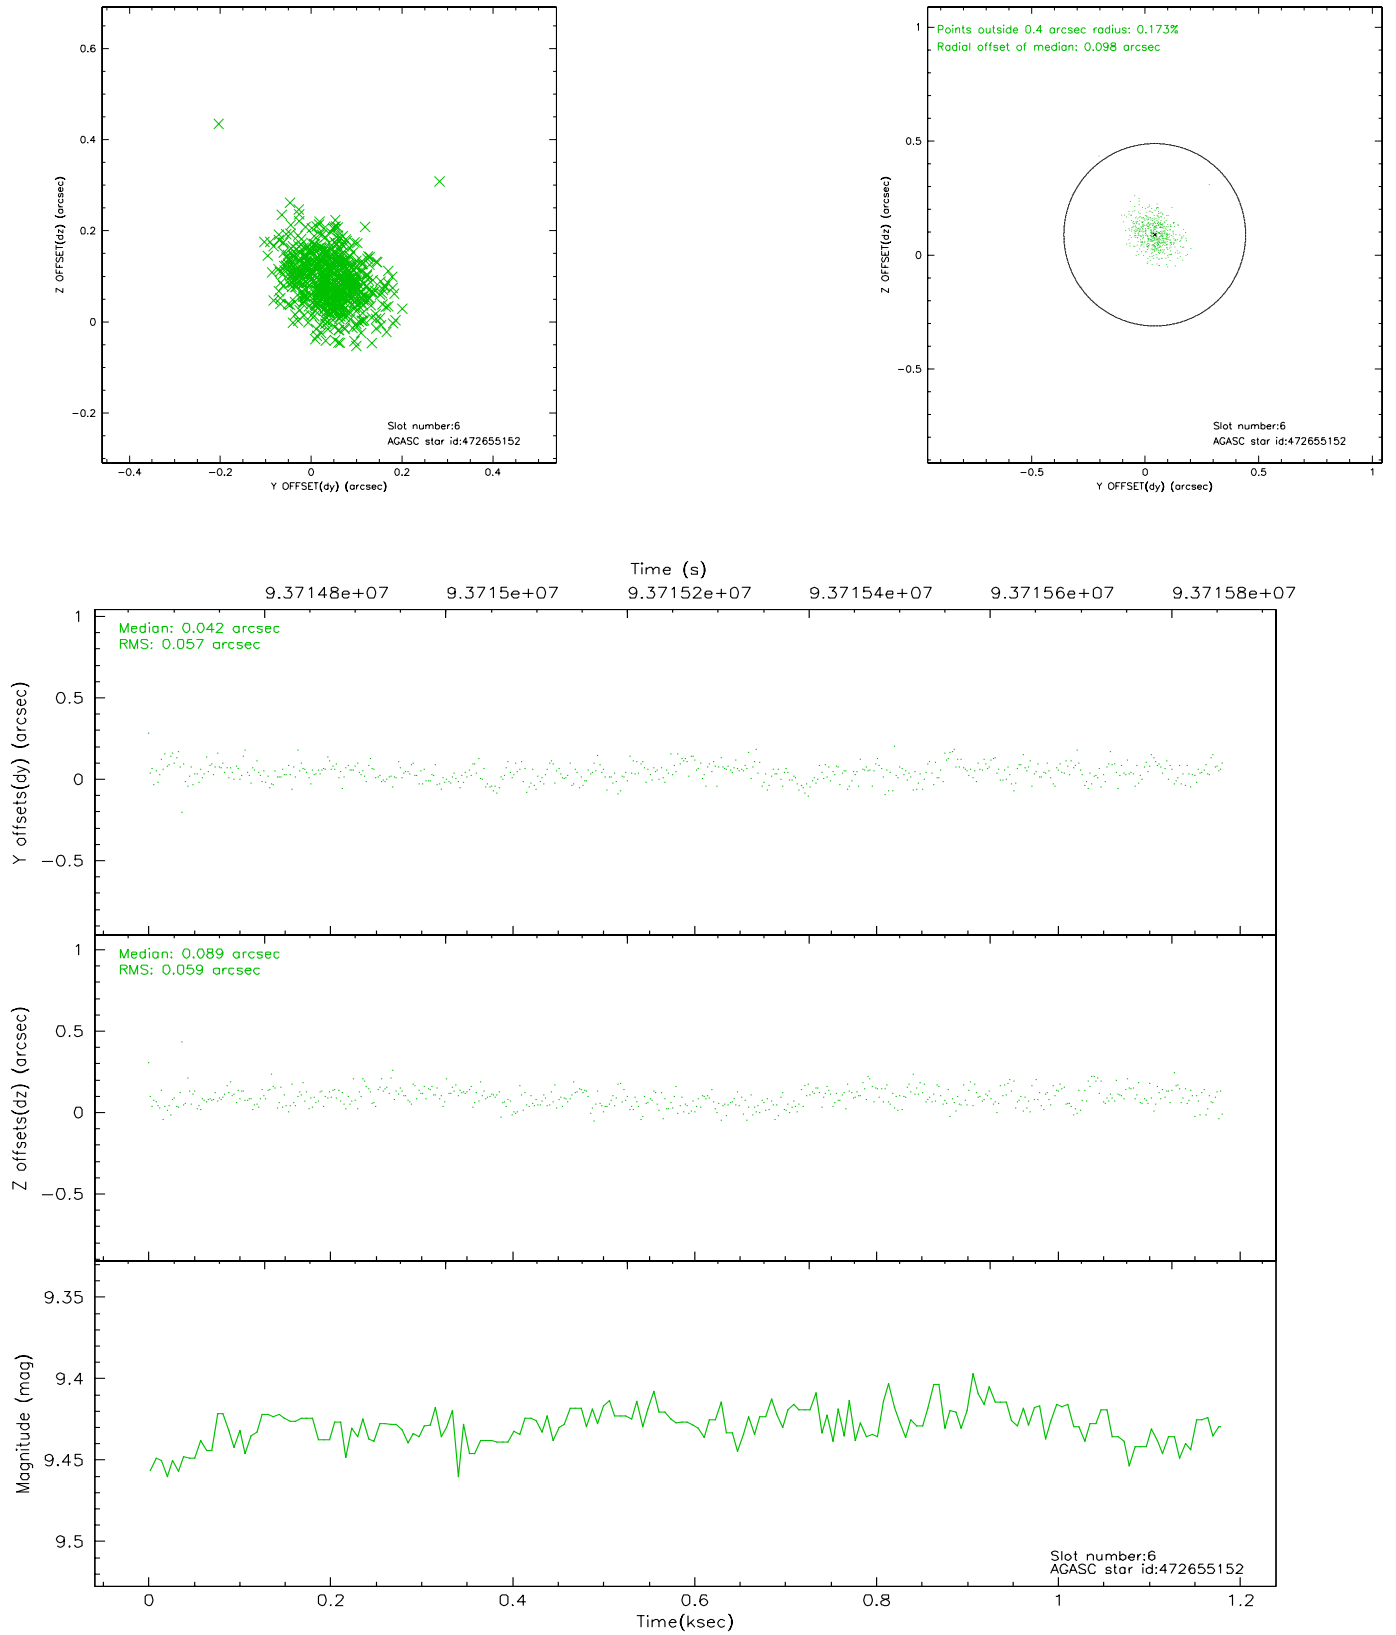 0.6
0.4
0.2
0
−0.2
−0.4
−0.2
0
0.2
0.4
Z OFFSET(dz) (arcsec)
Y OFFSET(dy) (arcsec)
Slot number:6
AGASC star id:472655152
Points outside 0.4 arcsec radius: 0.173%
Radial offset of median: 0.098 arcsec
1
0.5
0
−0.5
−0.5
0
0.5
1
Z OFFSET(dz) (arcsec)
Y OFFSET(dy) (arcsec)
Slot number:6
AGASC star id:472655152
Time (s)
9.37148e+07
9.3715e+07
9.37152e+07
9.37154e+07
9.37156e+07
9.37158e+07
Median: 0.042 arcsec
RMS: 0.057 arcsec
1
0.5
0
−0.5
Y offsets(dy) (arcsec)
Median: 0.089 arcsec
RMS: 0.059 arcsec
1
0.5
0
−0.5
Z offsets(dz) (arcsec)
9.35
9.4
9.45
9.5
Magnitude (mag)
Slot number:6
AGASC star id:472655152
0
0.2
0.4
0.6
0.8
1
1.2
Time(ksec)